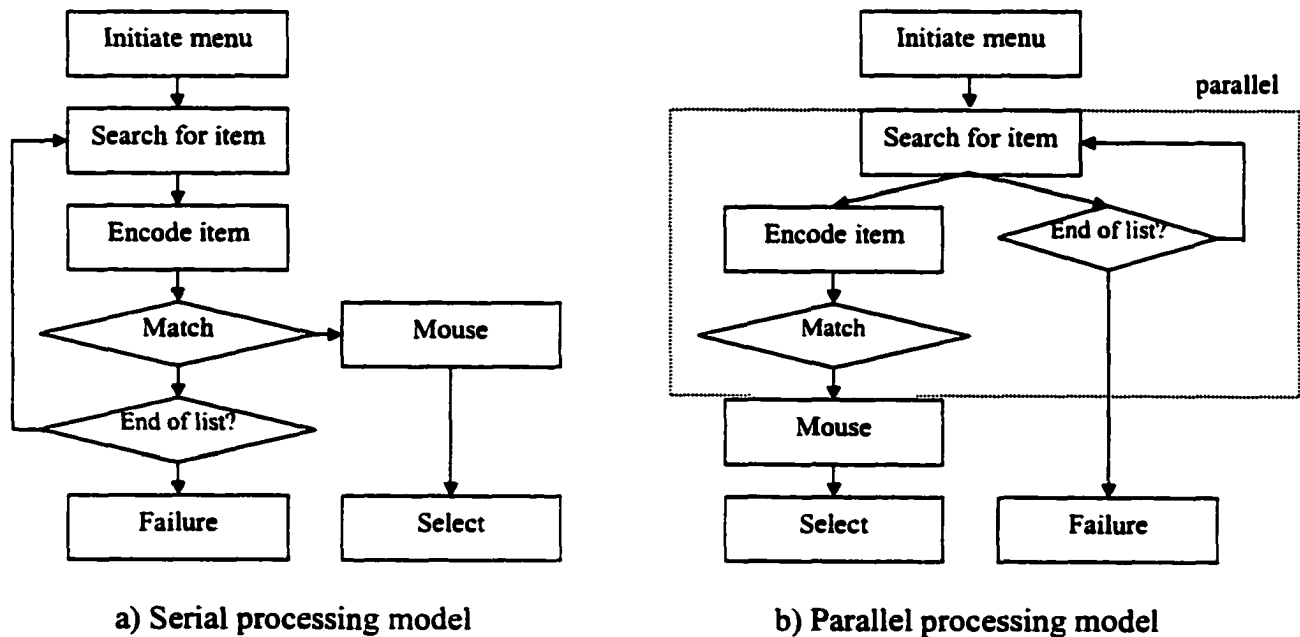 Initiate menu
Search for item
Encode item
Match
Mouse
End of list?
Failure
Select
a) Serial processing model
Initiate menu
parallel
Search for item
Encode item
End of list?
Match
Mouse
Select
Failure
b) Parallel processing model